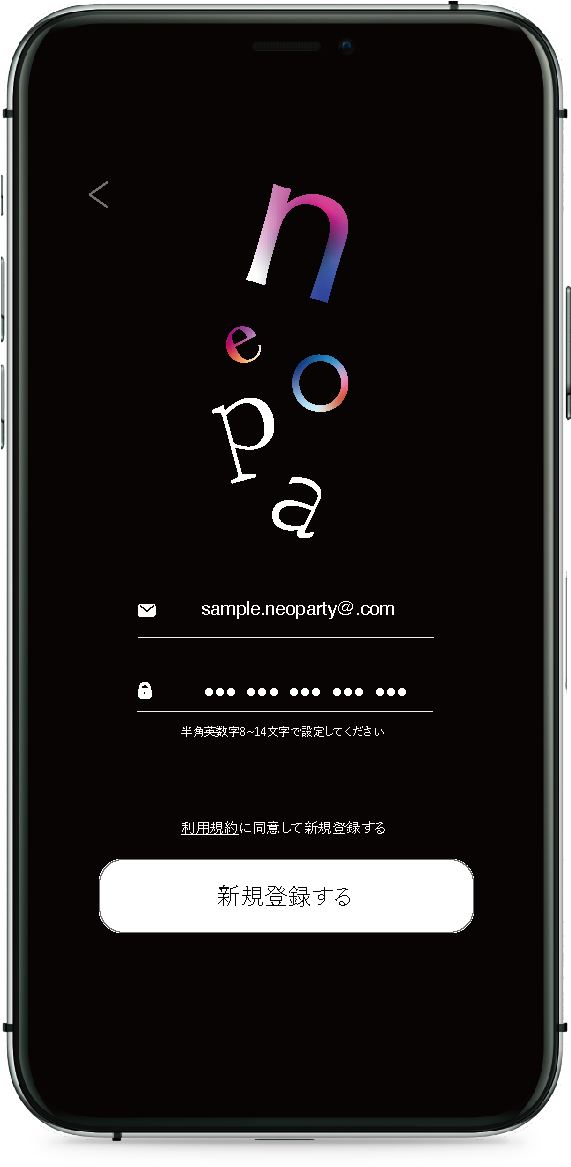 neopa
sample.neoparty@.com
●●● ●●● ●●● ●●● ●●●
半角英数字8~14文字で設定してください
利用規約に同意して新規登録する
新規登録する